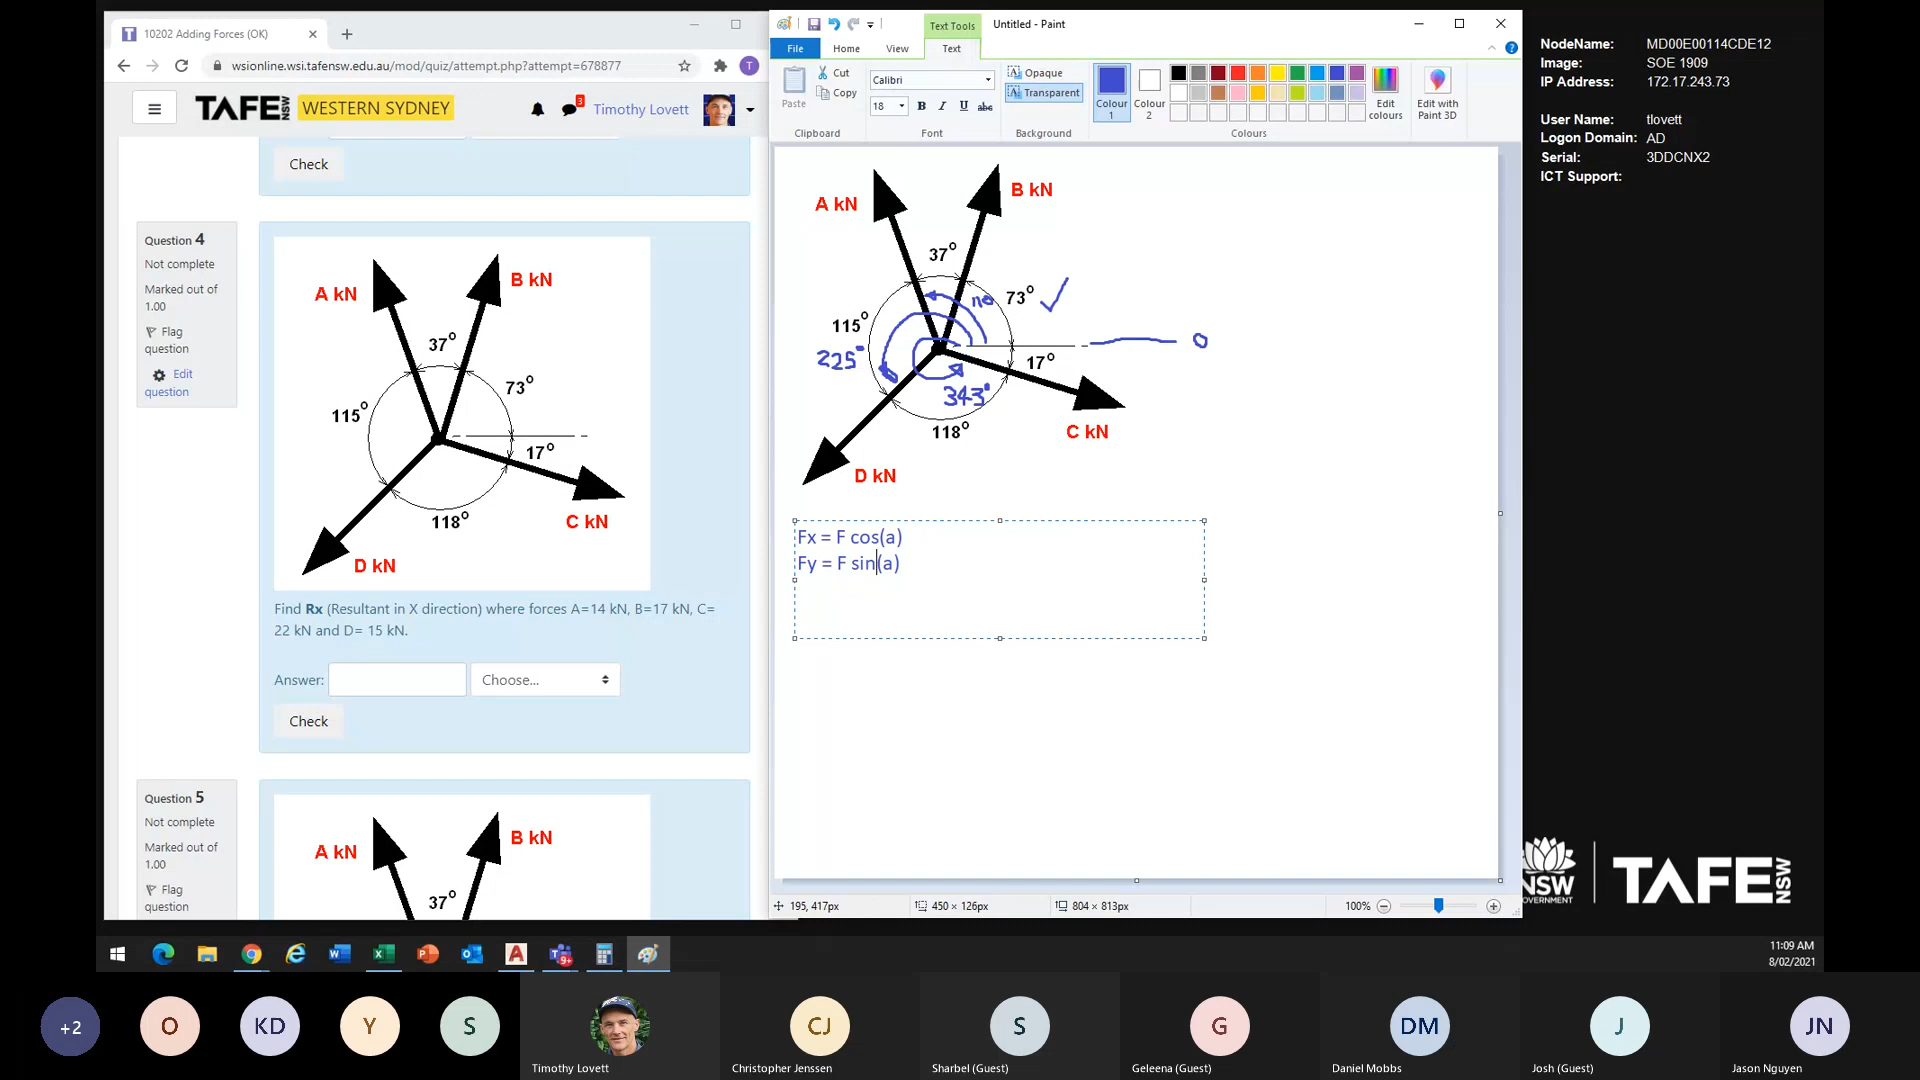 10202 Adding Forces (OK)
wsionline.wsi.tafensw.edu.au/mod/quiz/attempt.php?attempt=678877
T
TAFE NSW WESTERN SYDNEY
3
Timothy Lovett
Check
Question 4
Not complete
Marked out of
1.00
Flag
question
Edit
question
A kN
B kN
37°
73°
115°
17°
118°
C kN
D kN
Find Rx (Resultant in X direction) where forces A=14 kN, B=17 kN, C=
22 kN and D= 15 kN.
Answer:
Choose...
Check
Question 5
Not complete
Marked out of
1.00
Flag
question
A kN
B kN
37°
Text Tools
Untitled - Paint
File
Home
View
Text
Paste
Cut
Copy
Clipboard
Calibri
18
B I U abc
Font
Opaque
Transparent
Background
Colour
1
Colour
2
Edit
colours
Edit with
Paint 3D
Colours
A kN
B kN
37°
110
73°
115°
225°
0
17°
343°
118°
C kN
D kN
Fx = F cos(a)
Fy = F sin(a)
195, 417px
450 × 126px
804 × 813px
100%
NodeName: MD00E00114CDE12
Image: SOE 1909
IP Address: 172.17.243.73
User Name: tlovett
Logon Domain: AD
Serial: 3DDCNX2
ICT Support:
NSW
GOVERNMENT
TAFE NSW
9+
11:09 AM
8/02/2021
+2
O
KD
Y
S
Timothy Lovett
CJ
Christopher Jenssen
S
Sharbel (Guest)
G
Geleena (Guest)
DM
Daniel Mobbs
J
Josh (Guest)
JN
Jason Nguyen